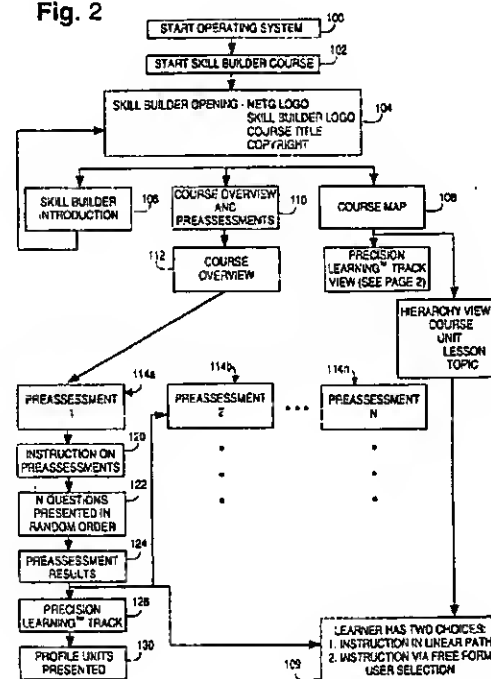 Fig. 2
START OPERATING SYSTEM
100
START SKILL BUILDER COURSE
102
SKILL BUILDER OPENING - NETG LOGO
SKILL BUILDER LOGO
COURSE TITLE
COPYRIGHT
104
SKILL BUILDER
INTRODUCTION
106
COURSE OVERVIEW
AND
PREASSESSMENTS
110
COURSE MAP
108
112
COURSE
OVERVIEW
PRECISION
LEARNING™ TRACK
VIEW (SEE PAGE 2)
HIERARCHY VIEW
COURSE
UNIT
LESSON
TOPIC
PREASSESSMENT
1
114a
114b
PREASSESSMENT
2
• • •
114n
PREASSESSMENT
N
INSTRUCTION ON
PREASSESSMENTS
120
N QUESTIONS
PRESENTED IN
RANDOM ORDER
122
PREASSESSMENT
RESULTS
124
PRECISION
LEARNING™ TRACK
128
PROFILE UNITS
PRESENTED
130
LEARNER HAS TWO CHOICES:
1. INSTRUCTION IN LINEAR PATH
2. INSTRUCTION VIA FREE FORM
USER SELECTION
109